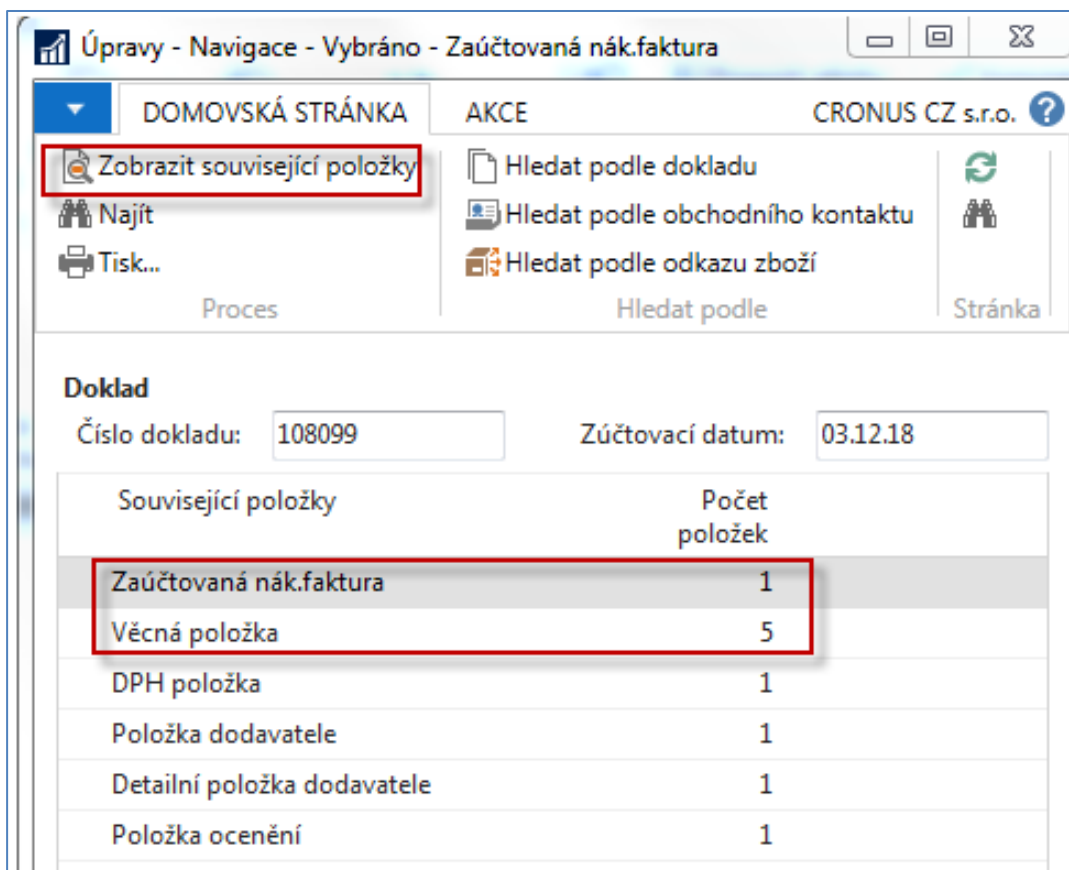 Úpravy - Navigace - Vybráno - Zaúčtovaná nák.faktura
DOMOVSKÁ STRÁNKA AKCE CRONUS CZ s.r.o. ?
Zobrazit související položky Hledat podle dokladu
Najít Hledat podle obchodního kontaktu
Tisk... Hledat podle odkazu zboží
Proces Hledat podle Stránka
Doklad
Číslo dokladu: 108099 Zúčtovací datum: 03.12.18
Související položky Počet
položek
Zaúčtovaná nák.faktura 1
Věcná položka 5
DPH položka 1
Položka dodavatele 1
Detailní položka dodavatele 1
Položka ocenění 1